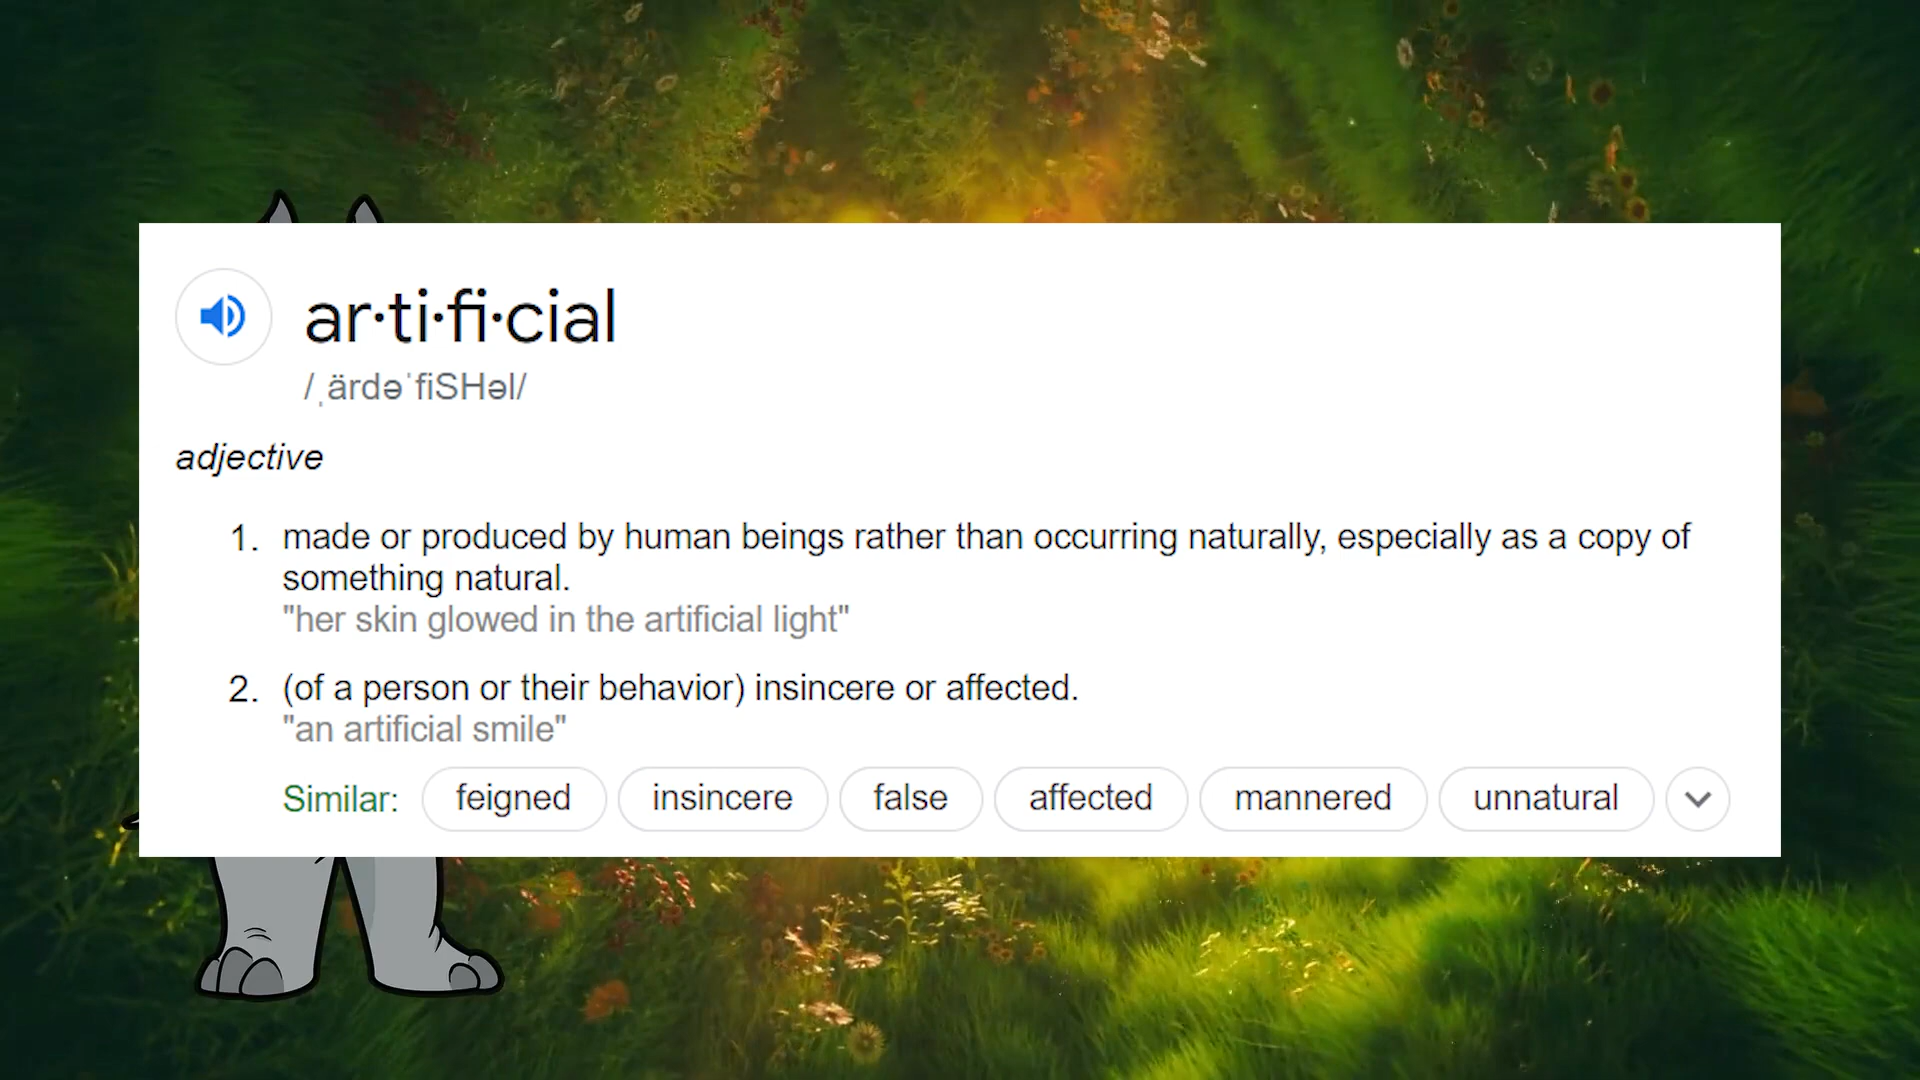 ar·ti·fi·cial
/ˌärdəˈfiSHəl/
adjective
1. made or produced by human beings rather than occurring naturally, especially as a copy of
something natural.
"her skin glowed in the artificial light"
2. (of a person or their behavior) insincere or affected.
"an artificial smile"
Similar: feigned insincere false affected mannered unnatural